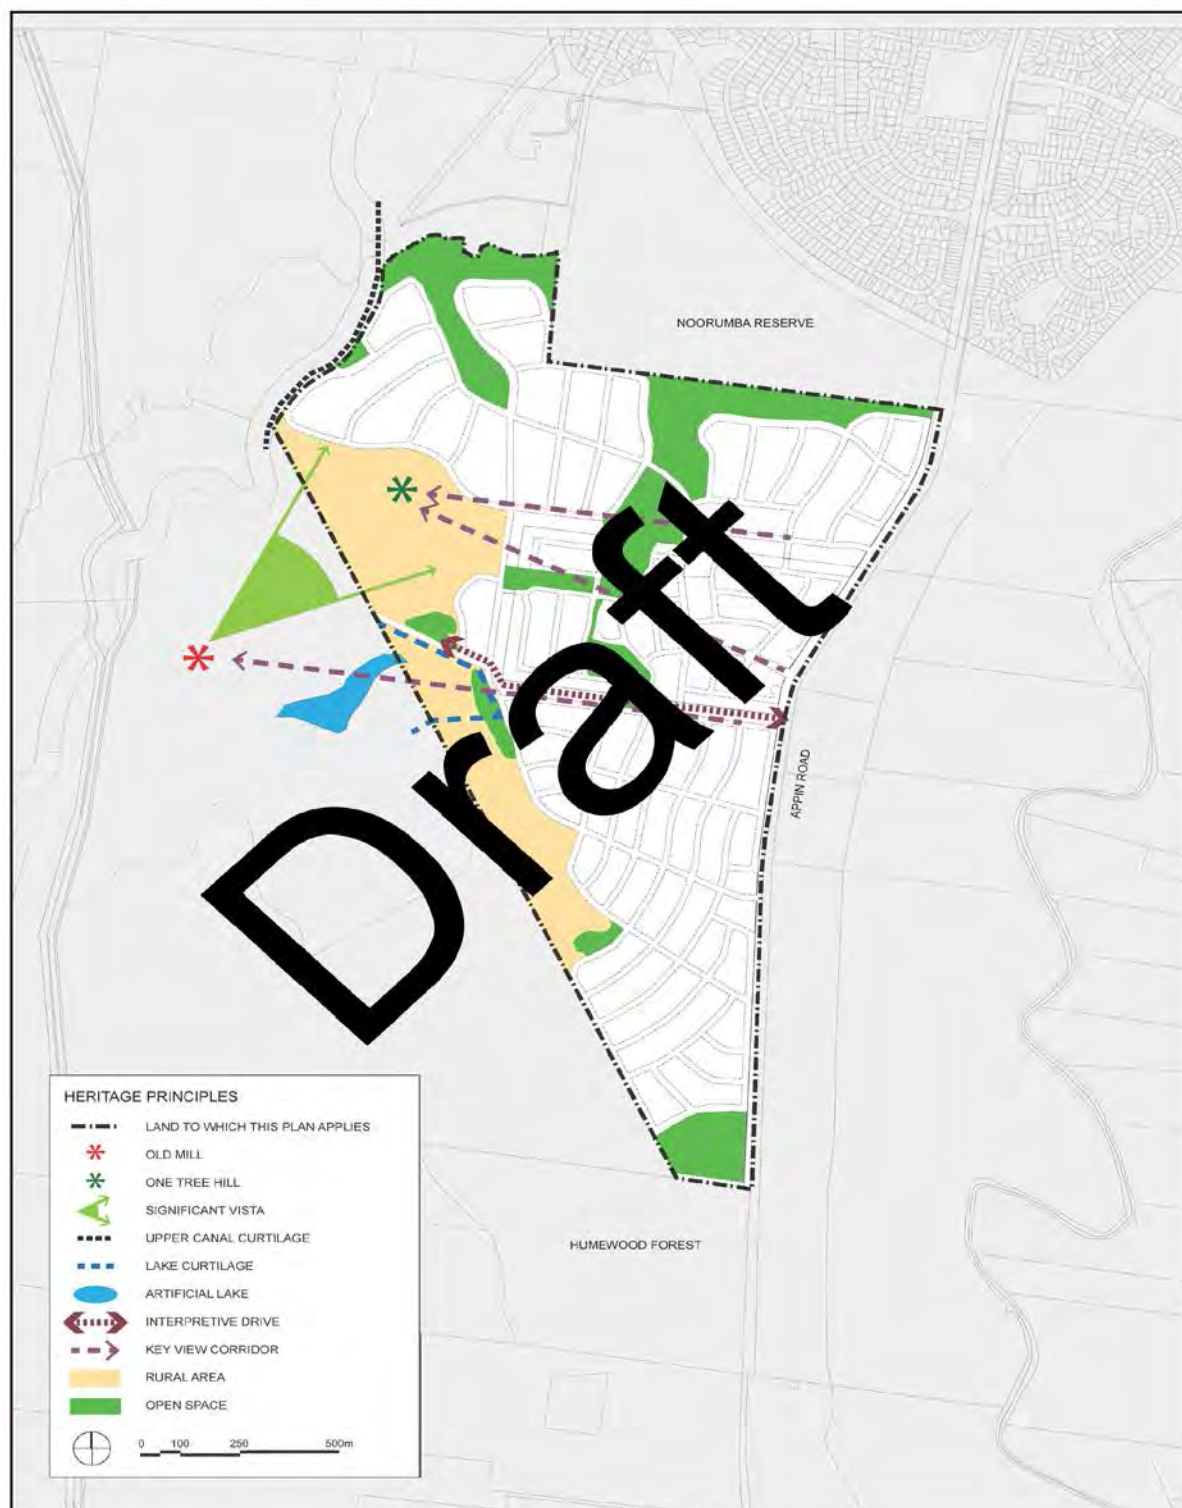 NOORUMBA RESERVE
Draft
APPIN ROAD
HERITAGE PRINCIPLES
LAND TO WHICH THIS PLAN APPLIES
OLD MILL
ONE TREE HILL
SIGNIFICANT VISTA
UPPER CANAL CURTILAGE
LAKE CURTILAGE
ARTIFICIAL LAKE
INTERPRETIVE DRIVE
KEY VIEW CORRIDOR
RURAL AREA
OPEN SPACE
0 100 250 500m
HUMEWOOD FOREST